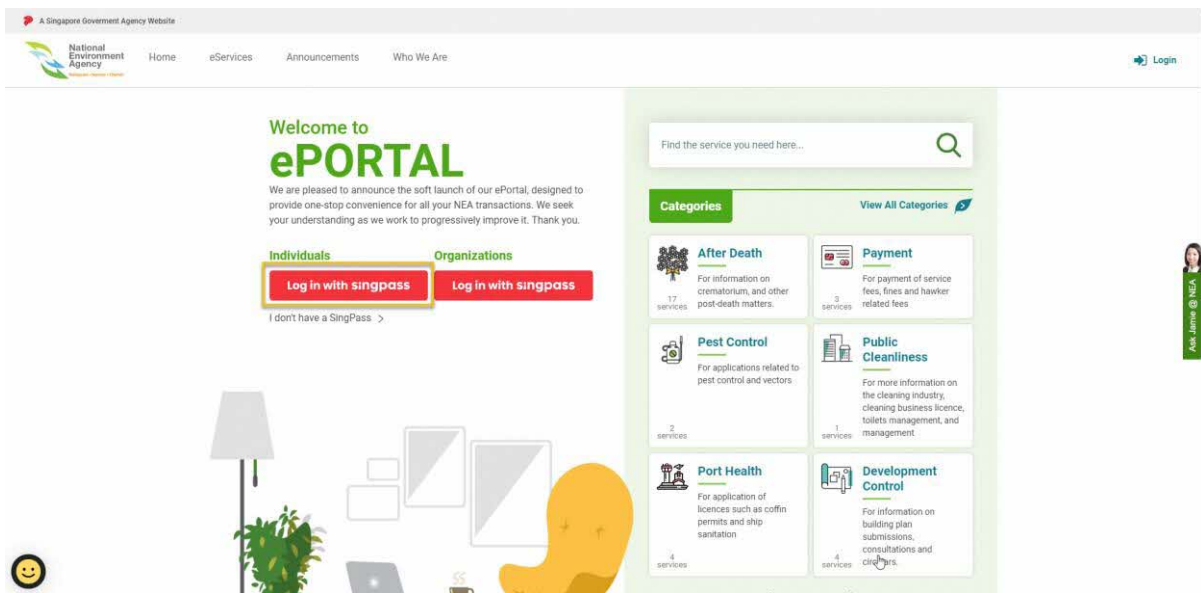 A Singapore Goverment Agency Website
National
Environment
Agency
Home
eServices
Announcements
Who We Are
Login
Welcome to
ePORTAL
We are pleased to announce the soft launch of our ePortal, designed to
provide one-stop convenience for all your NEA transactions. We seek
your understanding as we work to progressively improve it. Thank you.
Individuals
Organizations
Log in with singpass
Log in with singpass
I don't have a SingPass >
Find the service you need here...
Categories
View All Categories
After Death
For information on
crematorium, and other
post-death matters.
17
services
Payment
For payment of service
fees, fines and hawker
related fees
3
services
Pest Control
For applications related to
pest control and vectors
2
services
Public
Cleanliness
For more information on
the cleaning industry,
cleaning business licence,
toilets management, and
management
1
services
Port Health
For application of
licences such as coffin
permits and ship
sanitation
4
services
Development
Control
For information on
building plan
submissions,
consultations and
4
services
Ask Jamie @ NEA